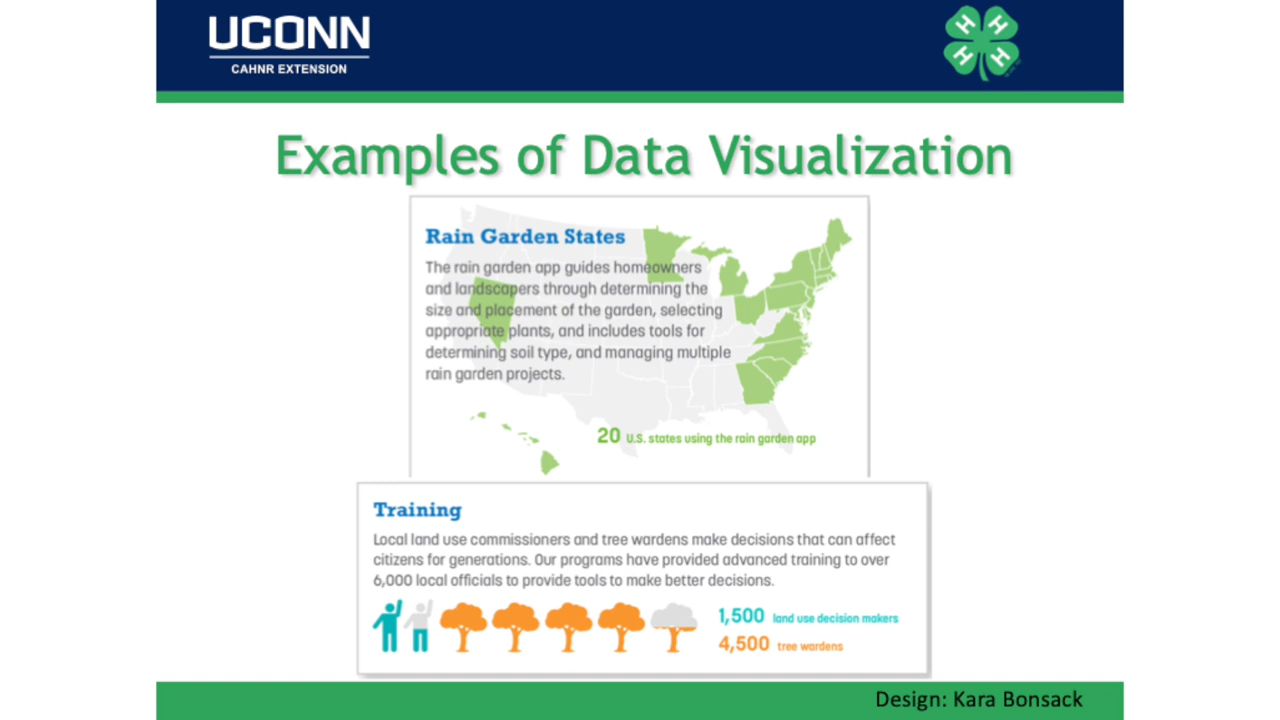 UCONN
CAHNR EXTENSION
H H
H H
Examples of Data Visualization
Rain Garden States
The rain garden app guides homeowners
and landscapers through determining the
size and placement of the garden, selecting
appropriate plants, and includes tools for
determining soil type, and managing multiple
rain garden projects.
20 U.S. states using the rain garden app
Training
Local land use commissioners and tree wardens make decisions that can affect
citizens for generations. Our programs have provided advanced training to over
6,000 local officials to provide tools to make better decisions.
1,500 land use decision makers
4,500 tree wardens
Design: Kara Bonsack